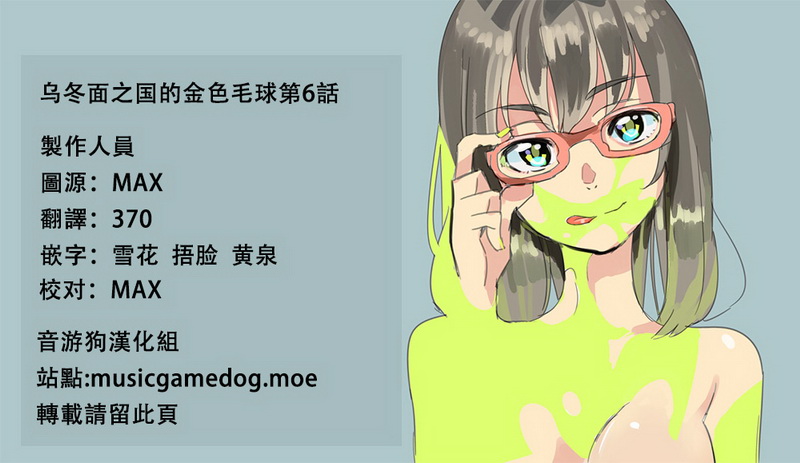 乌冬面之国的金色毛球第6話
製作人員
圖源：MAX
翻譯：370
嵌字：雪花 捂脸 黄泉
校对：MAX
音游狗漢化組
站點:musicgamedog.moe
轉載請留此頁